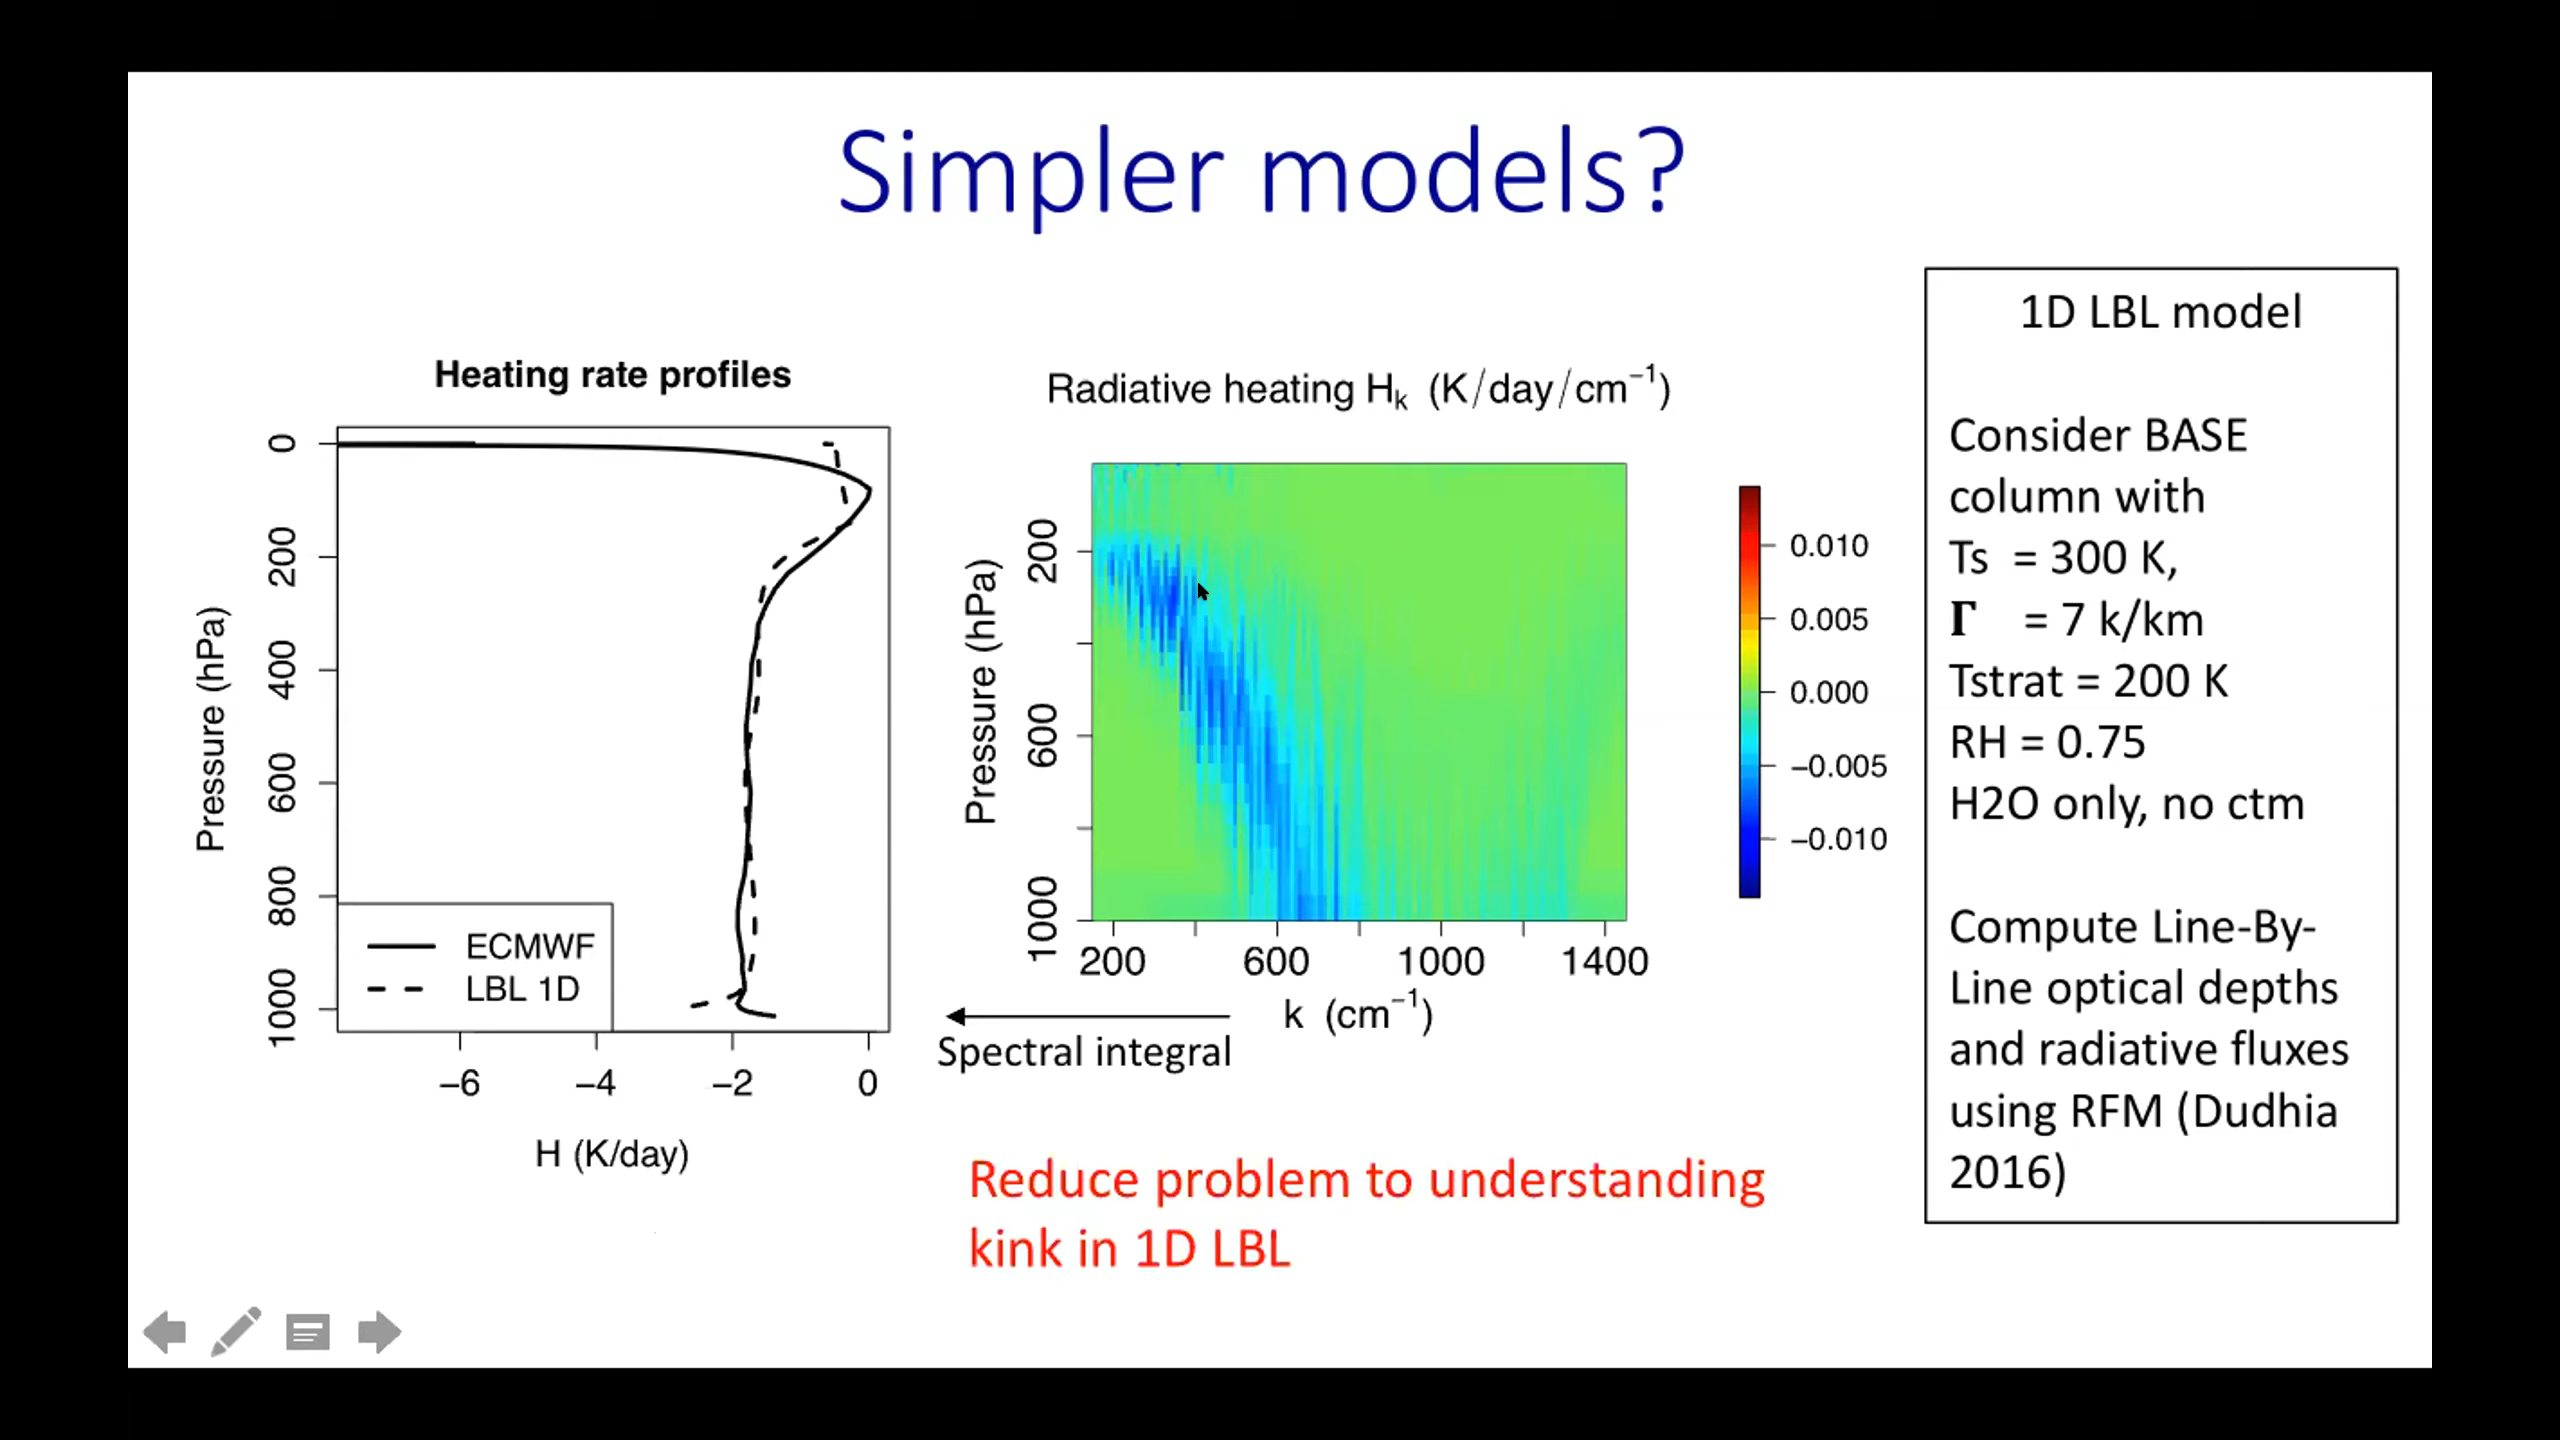 Simpler models?
Heating rate profiles
0
200
400
600
800
1000
Pressure (hPa)
ECMWF
LBL 1D
−6
−4
−2
0
H (K/day)
Radiative heating Hₖ (K/day/cm⁻¹)
200
600
1000
Pressure (hPa)
200
600
1000
1400
k (cm⁻¹)
0.010
0.005
0.000
−0.005
−0.010
Spectral integral
Reduce problem to understanding
kink in 1D LBL
1D LBL model
Consider BASE
column with
Ts = 300 K,
Γ = 7 k/km
Tstrat = 200 K
RH = 0.75
H2O only, no ctm
Compute Line-By-
Line optical depths
and radiative fluxes
using RFM (Dudhia
2016)